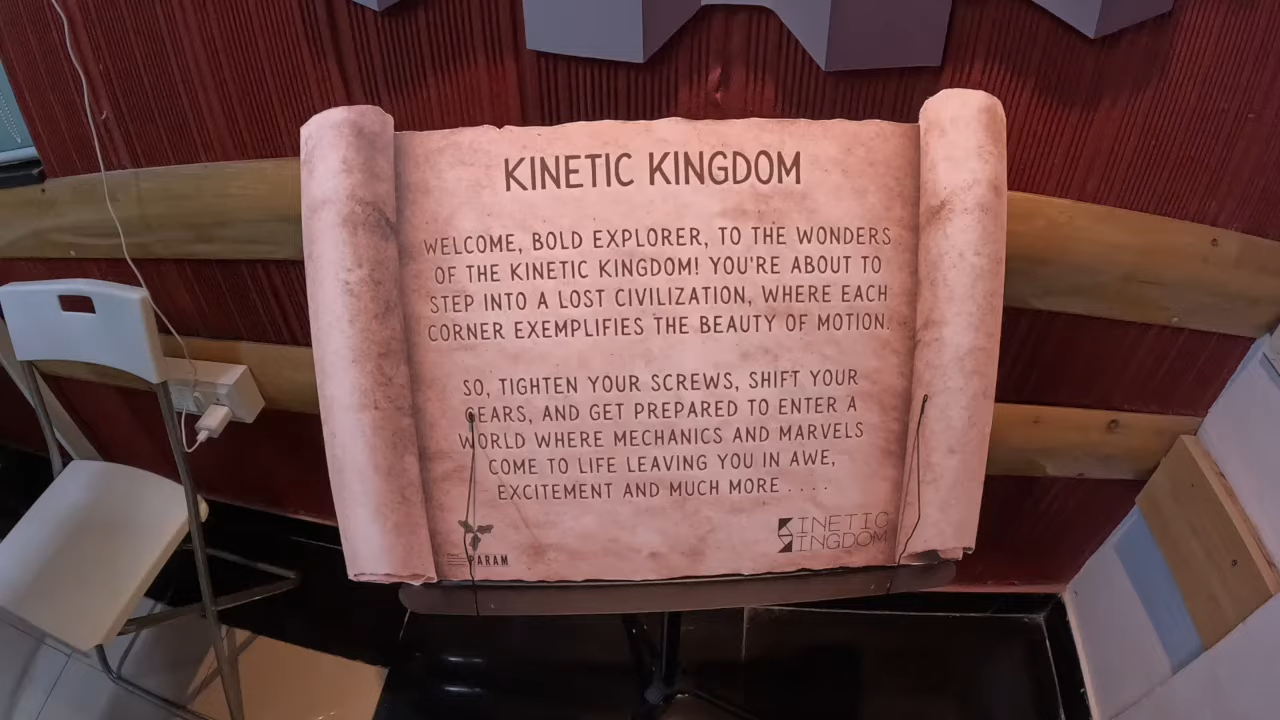 KINETIC KINGDOM
WELCOME, BOLD EXPLORER, TO THE WONDERS
OF THE KINETIC KINGDOM! YOU'RE ABOUT TO
STEP INTO A LOST CIVILIZATION, WHERE EACH
CORNER EXEMPLIFIES THE BEAUTY OF MOTION.
SO, TIGHTEN YOUR SCREWS, SHIFT YOUR
GEARS, AND GET PREPARED TO ENTER A
WORLD WHERE MECHANICS AND MARVELS
COME TO LIFE LEAVING YOU IN AWE,
EXCITEMENT AND MUCH MORE . . . .
PARAM
KINETIC
KINGDOM